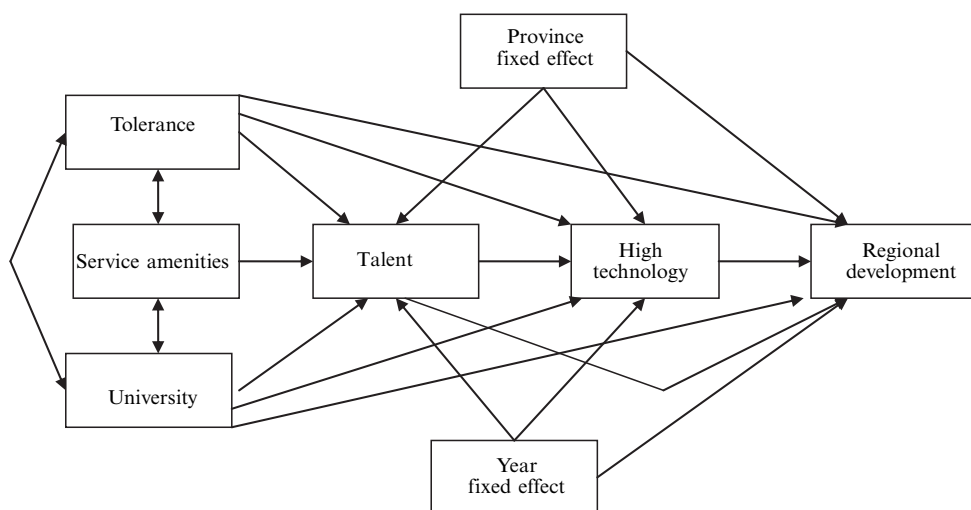 Province
fixed effect
Tolerance
Service amenities
Talent
High
technology
Regional
development
University
Year
fixed effect